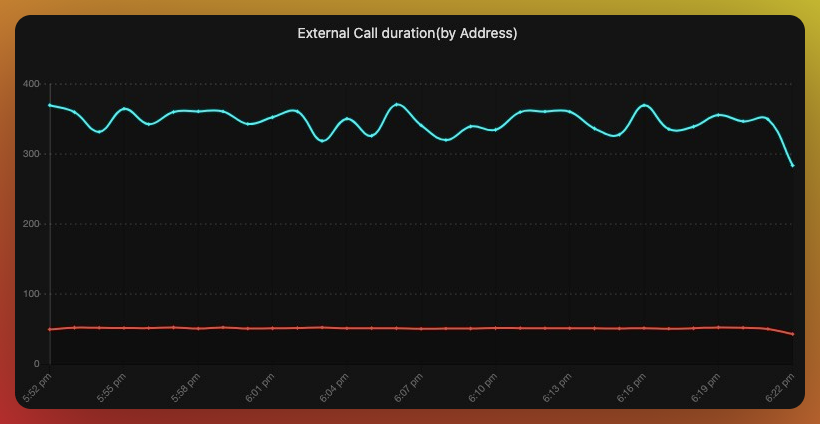 External Call duration(by Address)
400
300
200
100
0
5:52 pm
5:55 pm
5:58 pm
6:01 pm
6:04 pm
6:07 pm
6:10 pm
6:13 pm
6:16 pm
6:19 pm
6:22 pm